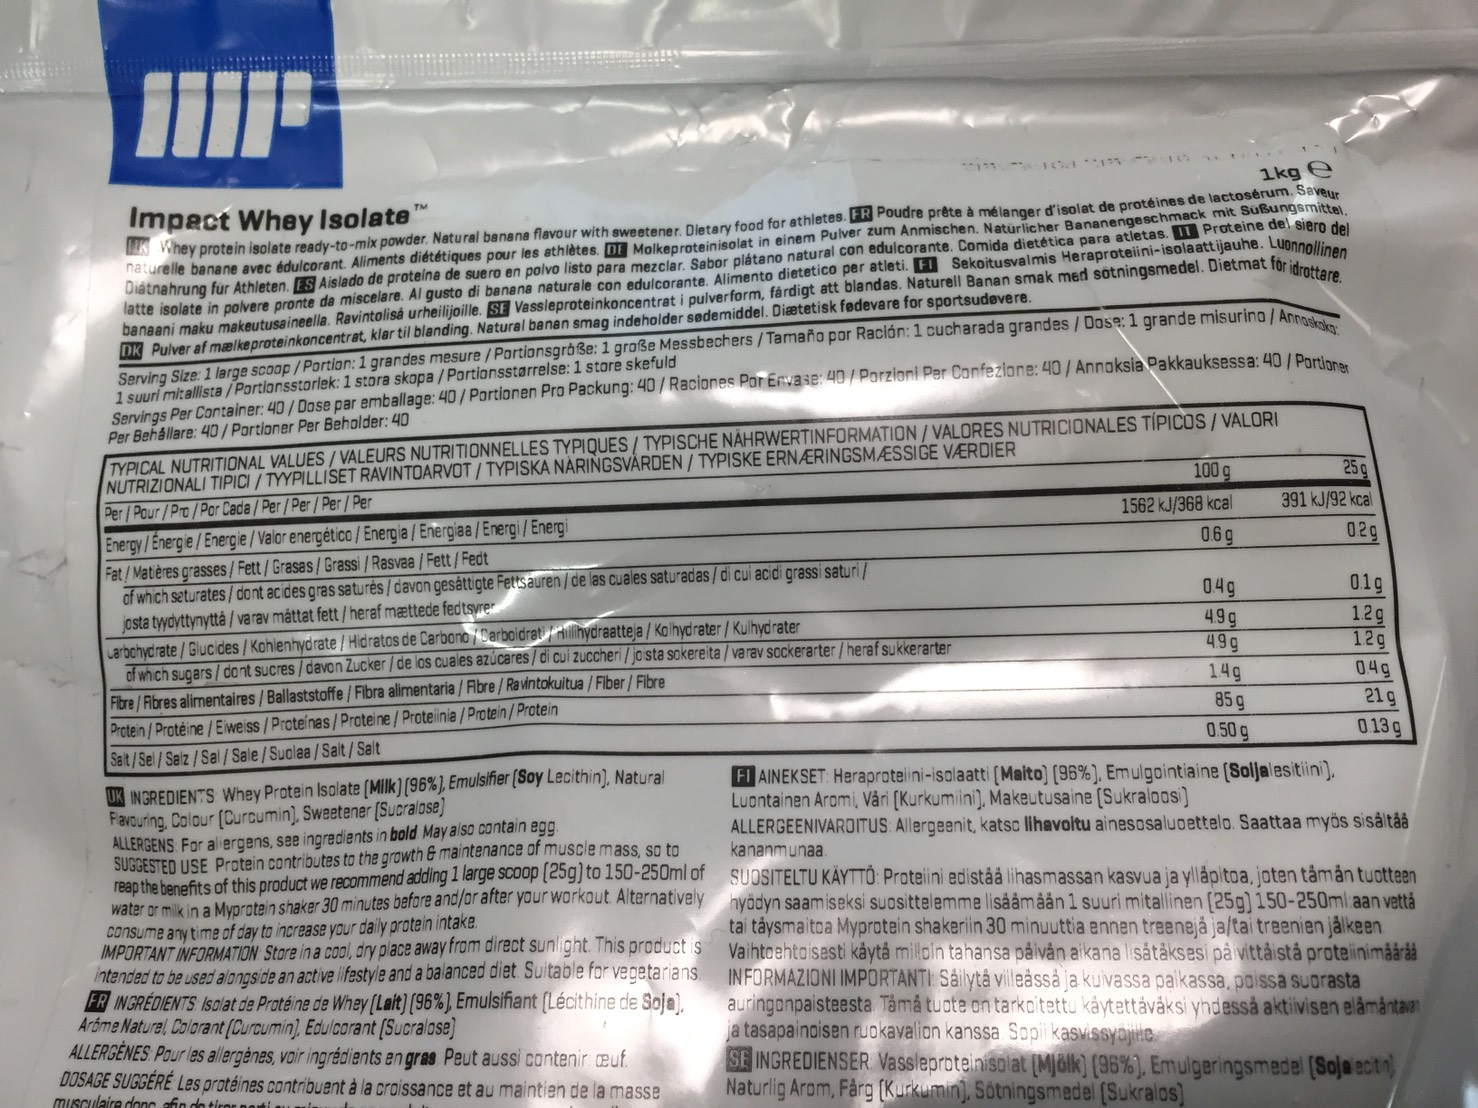 1kg e
Impact Whey Isolate™
UK Whey protein isolate ready-to-mix powder. Natural banana flavour with sweetener. Dietary food for athletes. FR Poudre prête à mélanger d'isolat de protéines de lactosérum. Saveur
naturelle banane avec édulcorant. Aliments diététiques pour les athlètes. DE Molkeproteinisolat in einem Pulver zum Anmischen. Natürlicher Bananengeschmack mit Süßungsmittel.
Diätnahrung für Athleten. ES Aislado de proteína de suero en polvo listo para mezclar. Sabor plátano natural con edulcorante. Comida dietética para atletas. IT Proteine del siero del
latte isolate in polvere pronte da miscelare. Al gusto di banana naturale con edulcorante. Alimento dietetico per atleti. FI Sekoitusvalmis Heraproteliini-isolaattijauhe. Luonnollinen
banaani maku makeutusaineella. Ravintolisä urheilijoille. SE Vassleproteinkoncentrat i pulverform, färdigt att blandas. Naturell Banan smak med sötningsmedel. Dietmat för idrottare.
DK Pulver af mælkeproteinkoncentrat, klar til blanding. Natural banan smag indeholder sødemiddel. Diætetisk fødevare for sportsudøvere.
Serving Size: 1 large scoop / Portion: 1 grandes mesure / Portionsgröße: 1 große Messbechers / Tamaño por Ración: 1 cucharada grandes / Dose: 1 grande misurino / Annoskoko:
1 suuri mitallista / Portionsstorlek: 1 stora skopa / Portionsstørrelse: 1 store skefuld
Servings Per Container: 40 / Dose par emballage: 40 / Portionen Pro Packung: 40 / Raciones Por Envase: 40 / Porzioni Per Confezione: 40 / Annoksia Pakkauksessa: 40 / Portioner
Per Behållare: 40 / Portioner Per Beholder: 40
TYPICAL NUTRITIONAL VALUES / VALEURS NUTRITIONNELLES TYPIQUES / TYPISCHE NÄHRWERTINFORMATION / VALORES NUTRICIONALES TÍPICOS / VALORI
NUTRIZIONALI TIPICI / TYYPILLISET RAVINTOARVOT / TYPISKA NÄRINGSVÄRDEN / TYPISKE ERNÆRINGSMÆSSIGE VÆRDIER
Per / Pour / Pro / Por Cada / Per / Per / Per / Per 100 g 25 g
Energy / Énergie / Energie / Valor energético / Energia / Energiaa / Energi / Energi 1562 kJ/368 kcal 391 kJ/92 kcal
Fat / Matières grasses / Fett / Grasas / Grassi / Rasvaa / Fett / Fedt 0.6 g 0.2 g
of which saturates / dont acides gras saturés / davon gesättigte Fettsäuren / de las cuales saturadas / di cui acidi grassi saturi /
josta tyydyttynyttä / varav mättat fett / heraf mættede fedtsyrer 0.4 g 0.1 g
Carbohydrate / Glucides / Kohlenhydrate / Hidratos de Carbono / Carboidrati / Hiilihydraatteja / Kolhydrater / Kulhydrater 4.9 g 1.2 g
of which sugars / dont sucres / davon Zucker / de los cuales azúcares / di cui zuccheri / joista sokereita / varav sockerarter / heraf sukkerarter 4.9 g 1.2 g
Fibre / Fibres alimentaires / Ballaststoffe / Fibra alimentaria / Fibre / Ravintokuitua / Fiber / Fibre 1.4 g 0.4 g
Protein / Protéine / Eiweiss / Proteínas / Proteine / Proteiinia / Protein / Protein 85 g 21 g
Salt / Sel / Salz / Sal / Sale / Suolaa / Salt / Salt 0.50 g 0.13 g
UK INGREDIENTS Whey Protein Isolate (Milk) (96%), Emulsifier (Soy Lecithin), Natural
Flavouring, Colour (Curcumin), Sweetener (Sucralose)
ALLERGENS: For allergens, see ingredients in bold May also contain egg.
SUGGESTED USE Protein contributes to the growth & maintenance of muscle mass, so to
reap the benefits of this product we recommend adding 1 large scoop (25g) to 150-250ml of
water or milk in a Myprotein shaker 30 minutes before and/or after your workout. Alternatively
consume any time of day to increase your daily protein intake.
IMPORTANT INFORMATION: Store in a cool, dry place away from direct sunlight. This product is
intended to be used alongside an active lifestyle and a balanced diet. Suitable for vegetarians.
FR INGRÉDIENTS Isolat de Protéine de Whey (Lait) (96%), Emulsifiant (Lécithine de Soja),
Arôme Naturel, Colorant (Curcumin), Edulcorant (Sucralose)
ALLERGÈNES Pour les allergènes, voir ingrédients en gras Peut aussi contenir œuf.
DOSAGE SUGGÉRÉ Les protéines contribuent à la croissance et au maintien de la masse
musculaire donc, afin de tirer
FI AINEKSET: Heraproteiini-isolaatti (Maito) (96%), Emulgointiaine (Soijalesitiini),
Luontainen Aromi, Väri (Kurkumiini), Makeutusaine (Sukraloosi)
ALLERGEENIVAROITUS: Allergeenit, katso lihavoitu ainesosaluoettelo. Saattaa myös sisältää
kananmunaa.
SUOSITELTU KÄYTTÖ: Proteiini edistää lihasmassan kasvua ja ylläpitoa, joten tämän tuotteen
hyödyn saamiseksi suosittelemme lisäämään 1 suuri mitallinen (25g) 150-250ml:aan vettä
tai täysmaitoa Myprotein shakeriin 30 minuuttia ennen treenejä ja/tai treenien jälkeen.
Vaihtoehtoisesti käytä milloin tahansa päivän aikana lisätäksesi päivittäistä proteiinimäärää
INFORMAZIONI IMPORTANTI: Säilytä villeässä ja kuivassa paikassa, poissa suorasta
auringonpaisteesta. Tämä tuote on tarkoitettu käytettäväksi yhdessä aktiivisen elämäntavan
ja tasapainoisen ruokavalion kanssa. Sopii kasvissyöjille.
SE INGREDIENSER. Vassleproteinisolat (Mjölk) (96%), Emulgeringsmedel (Sojalecitin),
Naturlig Arom, Färg (Kurkumin), Sötningsmedel (Sukralos)